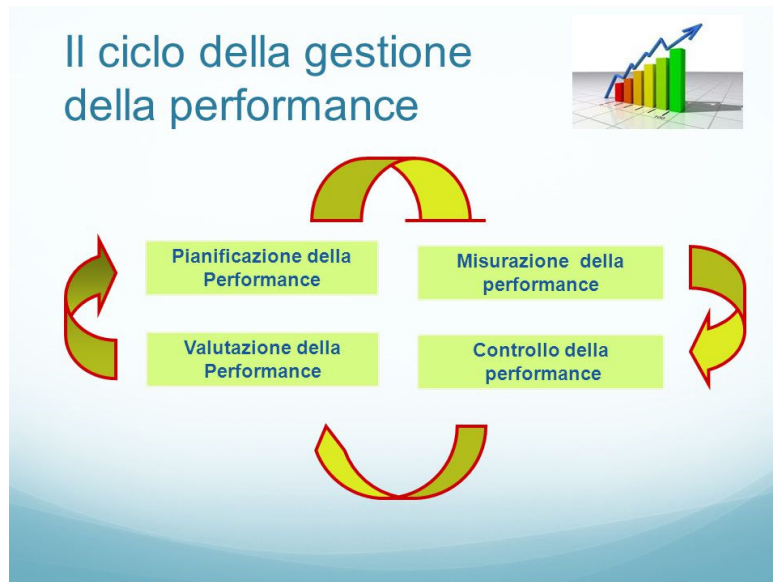 Il ciclo della gestione
della performance
Pianificazione della
Performance
Misurazione della
performance
Valutazione della
Performance
Controllo della
performance